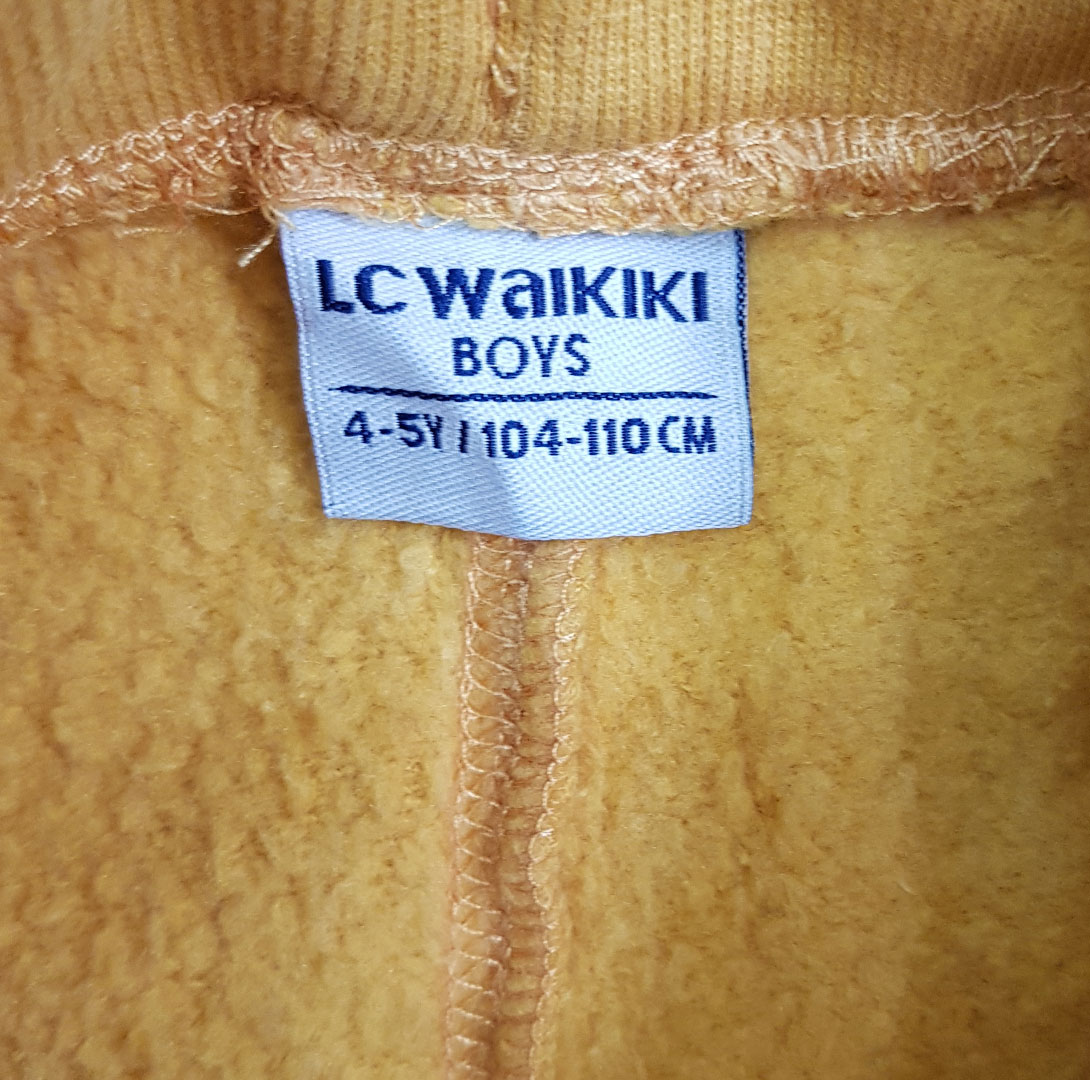 LC WaIKIKI
BOYS
4-5Y / 104-110 CM